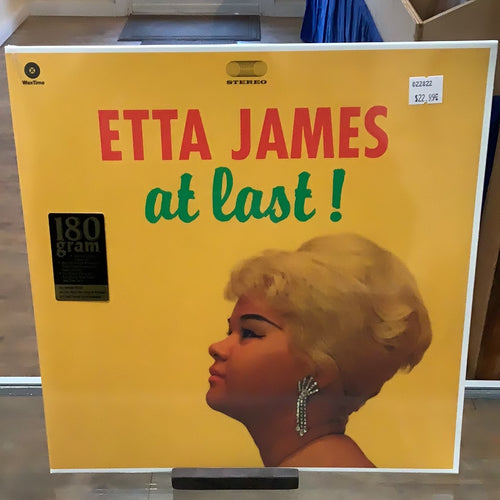 WaxTime
STEREO
022822
$22.99
ETTA JAMES
at last!
180
gram